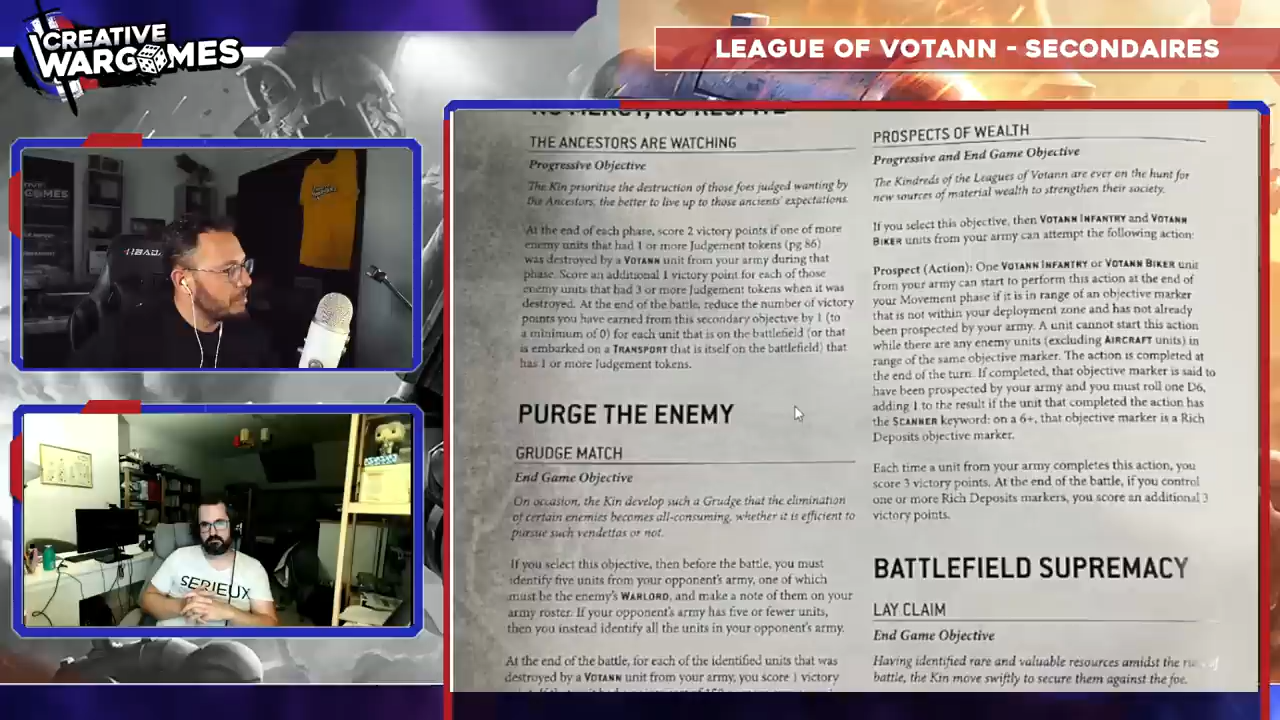 CREATIVE
WARGAMES
LEAGUE OF VOTANN - SECONDAIRES
SERIEUX
NO MERCY, NO RESPITE
THE ANCESTORS ARE WATCHING
Progressive Objective
The Kin prioritise the destruction of those foes judged wanting by
the Ancestors, the better to live up to those ancients' expectations.
At the end of each phase, score 2 victory points if one of more
enemy units that had 1 or more Judgement tokens (pg 86)
was destroyed by a VOTANN unit from your army during that
phase. Score an additional 1 victory point for each of those
enemy units that had 3 or more Judgement tokens when it was
destroyed. At the end of the battle, reduce the number of victory
points you have earned from this secondary objective by 1 (to
a minimum of 0) for each unit that is on the battlefield (or that
is embarked on a TRANSPORT that is itself on the battlefield) that
has 1 or more Judgement tokens.
PURGE THE ENEMY
GRUDGE MATCH
End Game Objective
On occasion, the Kin develop such a Grudge that the elimination
of certain enemies becomes all-consuming, whether it is efficient to
pursue such vendettas or not.
If you select this objective, then before the battle, you must
identify five units from your opponent's army, one of which
must be the enemy's WARLORD, and make a note of them on your
army roster. If your opponent's army has five or fewer units,
then you instead identify all the units in your opponent's army.
At the end of the battle, for each of the identified units that was
destroyed by a VOTANN unit from your army, you score 1 victory
PROSPECTS OF WEALTH
Progressive and End Game Objective
The Kindreds of the Leagues of Votann are ever on the hunt for
new sources of material wealth to strengthen their society.
If you select this objective, then VOTANN INFANTRY and VOTANN
BIKER units from your army can attempt the following action:
Prospect (Action): One VOTANN INFANTRY or VOTANN BIKER unit
from your army can start to perform this action at the end of
your Movement phase if it is in range of an objective marker
that is not within your deployment zone and has not already
been prospected by your army. A unit cannot start this action
while there are any enemy units (excluding AIRCRAFT units) in
range of the same objective marker. The action is completed at
the end of the turn. If completed, that objective marker is said to
have been prospected by your army and you must roll one D6,
adding 1 to the result if the unit that completed the action has
the SCANNER keyword: on a 6+, that objective marker is a Rich
Deposits objective marker.
Each time a unit from your army completes this action, you
score 3 victory points. At the end of the battle, if you control
one or more Rich Deposits markers, you score an additional 3
victory points.
BATTLEFIELD SUPREMACY
LAY CLAIM
End Game Objective
Having identified rare and valuable resources amidst the of
battle, the Kin move swiftly to secure them against the foe.